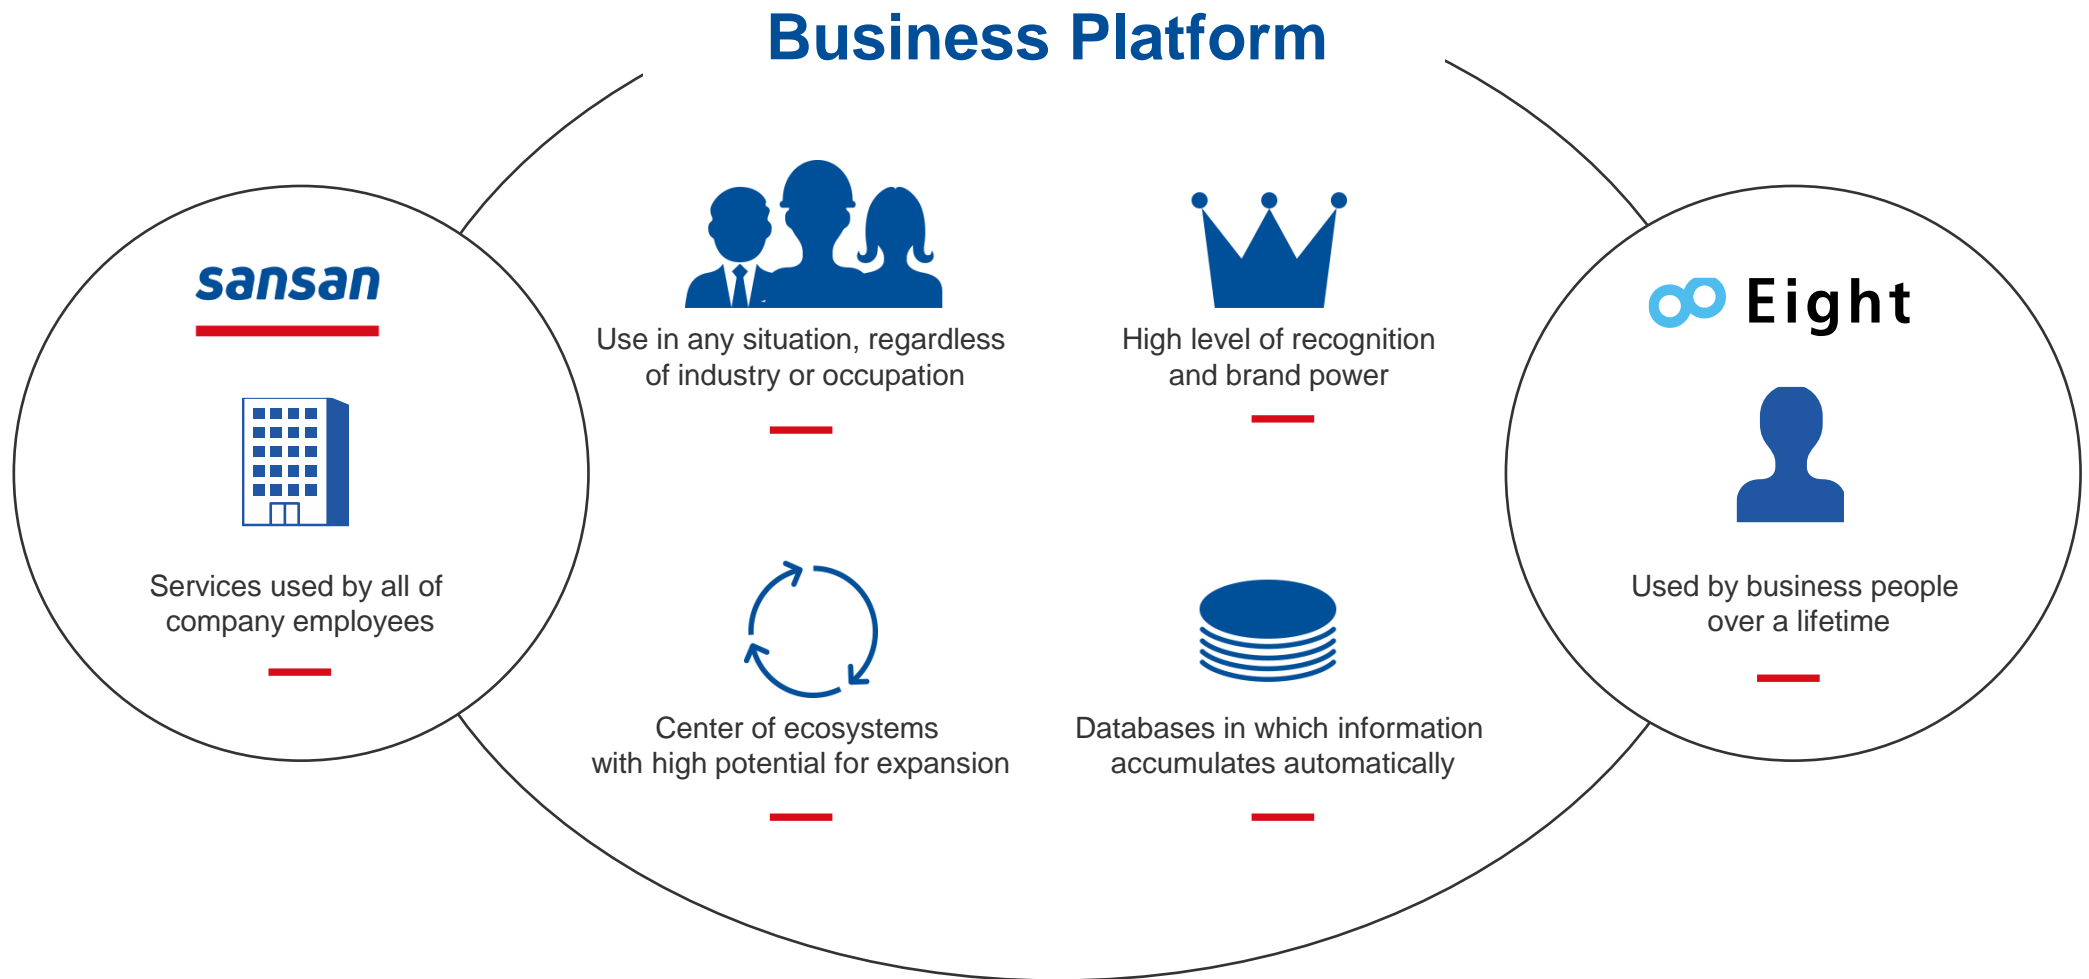 Business Platform
sansan
Services used by all of
company employees
Use in any situation, regardless
of industry or occupation
High level of recognition
and brand power
Center of ecosystems
with high potential for expansion
Databases in which information
accumulates automatically
Eight
Used by business people
over a lifetime